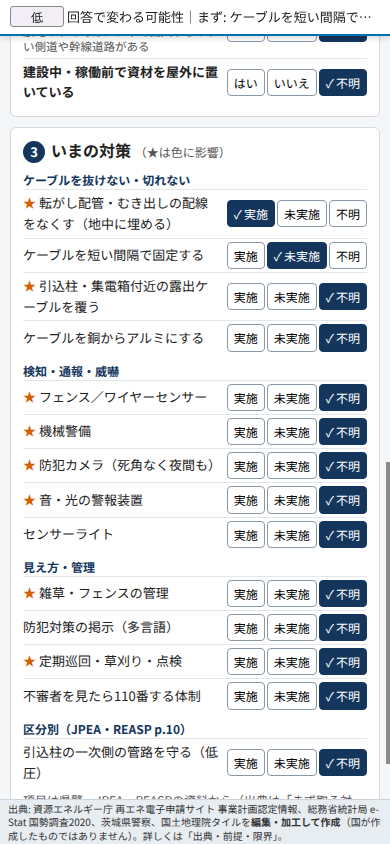 低 回答で変わる可能性｜まず: ケーブルを短い間隔で…
い側道や幹線道路がある
建設中・稼働前で資材を屋外に置いている はい いいえ ✓不明
3 いまの対策 （★は色に影響）
ケーブルを抜けない・切れない
★ 転がし配管・むき出しの配線をなくす（地中に埋める） ✓実施 未実施 不明
ケーブルを短い間隔で固定する 実施 ✓未実施 不明
★ 引込柱・集電箱付近の露出ケーブルを覆う 実施 未実施 ✓不明
ケーブルを銅からアルミにする 実施 未実施 ✓不明
検知・通報・威嚇
★ フェンス／ワイヤーセンサー 実施 未実施 ✓不明
★ 機械警備 実施 未実施 ✓不明
★ 防犯カメラ（死角なく夜間も） 実施 未実施 ✓不明
★ 音・光の警報装置 実施 未実施 ✓不明
センサーライト 実施 未実施 ✓不明
見え方・管理
★ 雑草・フェンスの管理 実施 未実施 ✓不明
防犯対策の掲示（多言語） 実施 未実施 ✓不明
★ 定期巡回・草刈り・点検 実施 未実施 ✓不明
不審者を見たら110番する体制 実施 未実施 ✓不明
区分別（JPEA・REASP p.10）
引込柱の一次側の管路を守る（低圧） 実施 未実施 ✓不明
出典: 資源エネルギー庁 再エネ電子申請サイト 事業計画認定情報、総務省統計局 e-Stat 国勢調査2020、茨城県警察、国土地理院タイルを編集・加工して作成（国が作成したものではありません）。詳しくは「出典・前提・限界」。